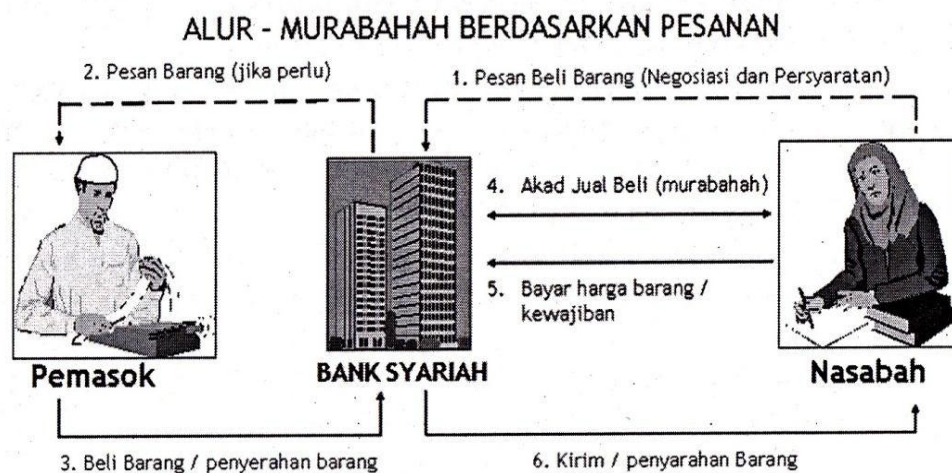 ALUR - MURABAHAH BERDASARKAN PESANAN
2. Pesan Barang (jika perlu)
1. Pesan Beli Barang (Negosiasi dan Persyaratan)
4. Akad Jual Beli (murabahah)
5. Bayar harga barang /
kewajiban
Pemasok
BANK SYARIAH
Nasabah
3. Beli Barang / penyerahan barang
6. Kirim / penyarahan Barang